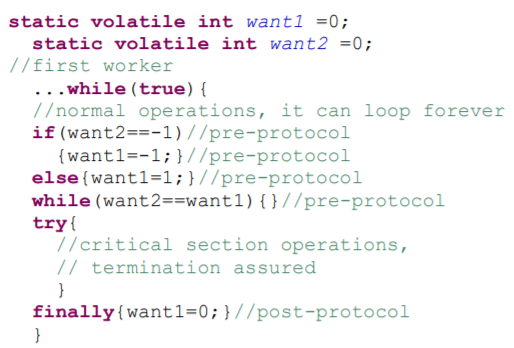 static volatile int want1 =0;
static volatile int want2 =0;
//first worker
...while(true){
//normal operations, it can loop forever
if(want2==-1)//pre-protocol
{want1=-1;}//pre-protocol
else{want1=1;}//pre-protocol
while(want2==want1){}//pre-protocol
try{
//critical section operations,
// termination assured
}
finally{want1=0;}//post-protocol
}